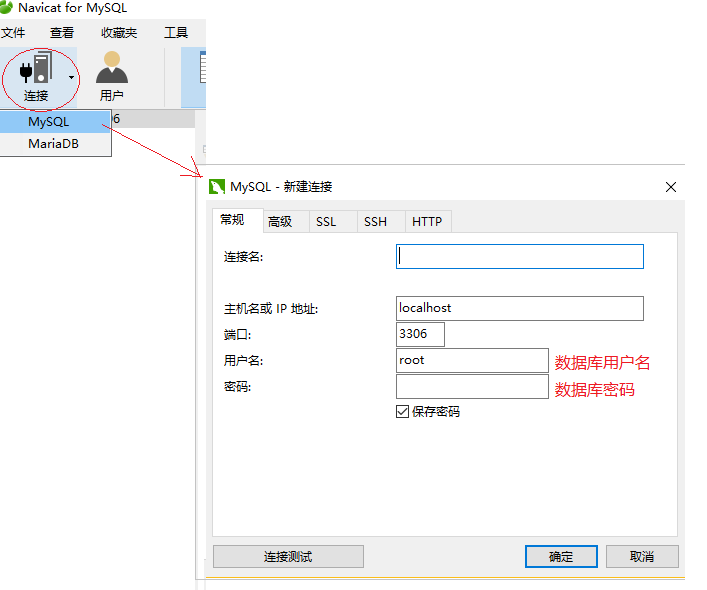 Navicat for MySQL
文件 查看 收藏夹 工具
连接 用户
MySQL
06
MariaDB
MySQL - 新建连接
常规 高级 SSL SSH HTTP
连接名:
主机名或 IP 地址: localhost
端口: 3306
用户名: root 数据库用户名
密码: 数据库密码
保存密码
连接测试 确定 取消